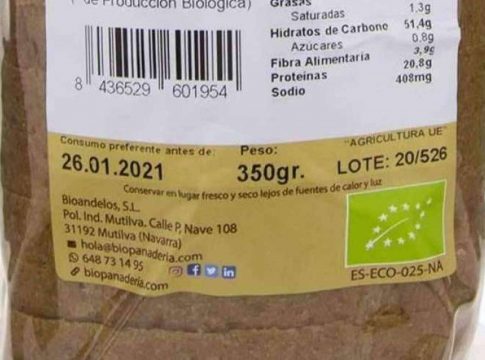 de Producción Biológica)
Grasas
Saturadas 1.3g
Hidratos de Carbono 51,4g
Azúcares 0.8g
Fibra Alimentaria 3,9g
Proteinas 20,8g
Sodio 408mg
8 436529 601954
Consumo preferente antes de:
26.01.2021
Peso:
350gr.
"AGRICULTURA UE"
LOTE: 20/526
Conservar en lugar fresco y seco lejos de fuentes de calor y luz
Bioandelos, S.L.
Pol. Ind. Mutilva, Calle P, Nave 108
31192 Mutilva (Navarra)
hola@biopanaderia.com
648 73 14 95
biopanaderia.com
ES-ECO-025-NA